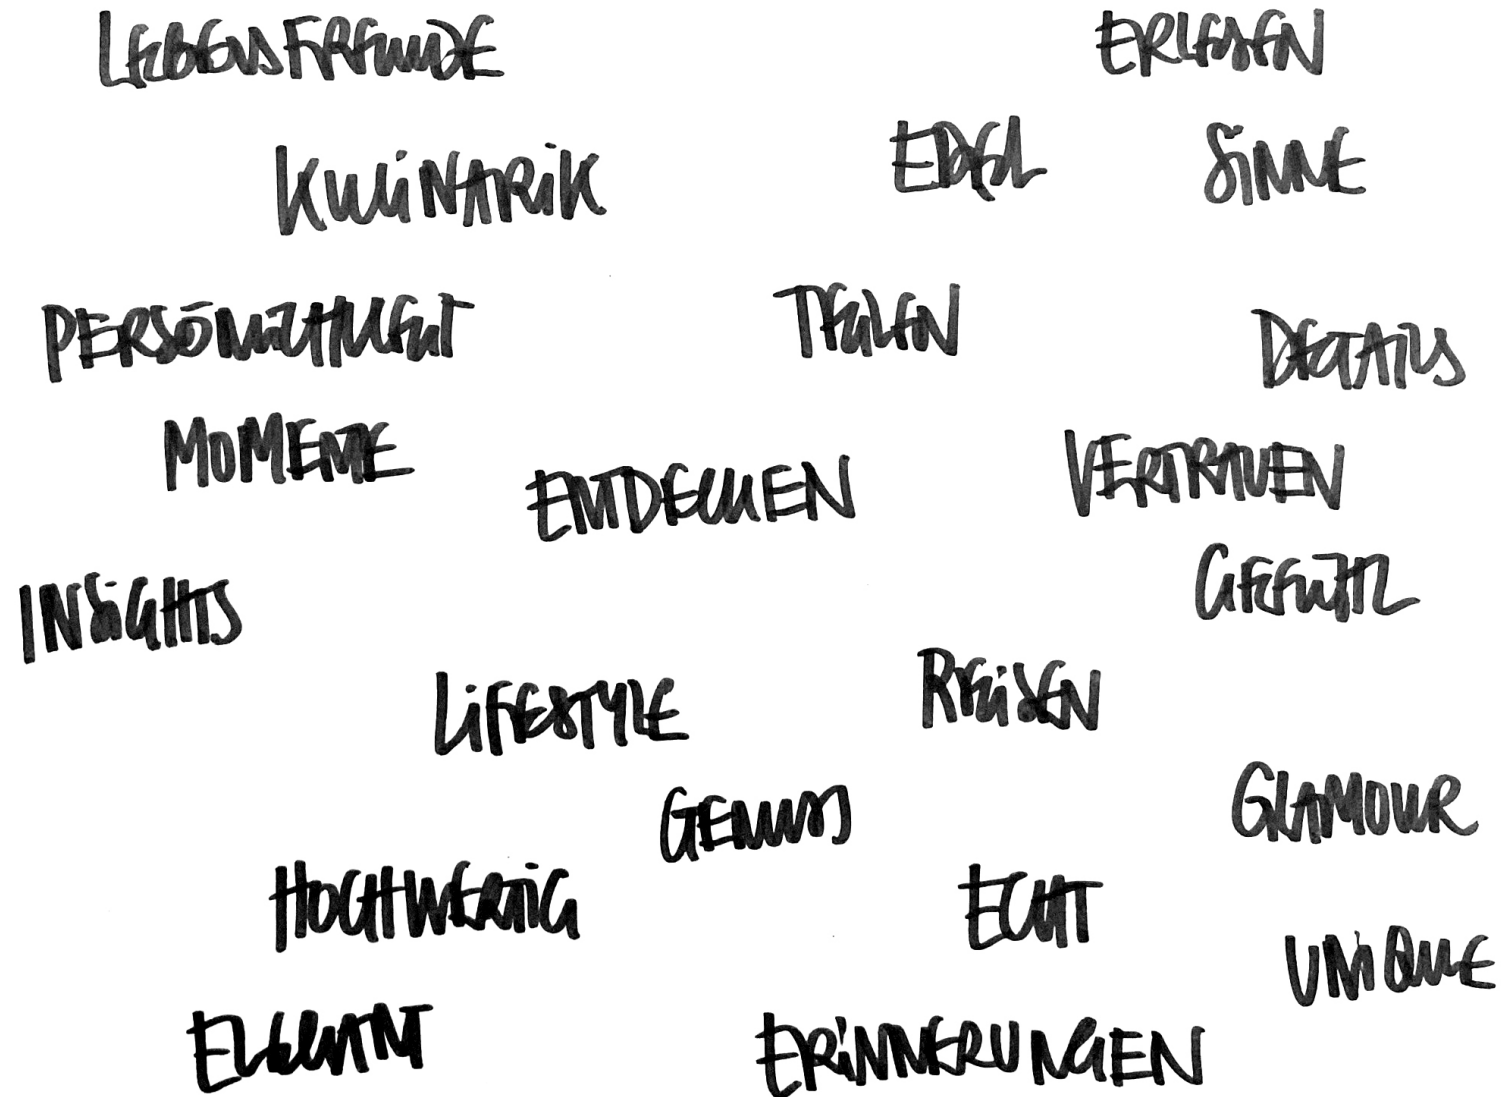 LEBENSFREUDE
ERLESEN
EDEL
SINNE
KULINARIK
PERSÖNLICHKEIT
TEILEN
DETAILS
MOMENTE
ENTDECKEN
VERTRAUEN
INSIGHTS
GEFÜHL
LIFESTYLE
REISEN
GENUSS
GLAMOUR
HOCHWERTIG
ECHT
UNIQUE
ELEGANT
ERINNERUNGEN